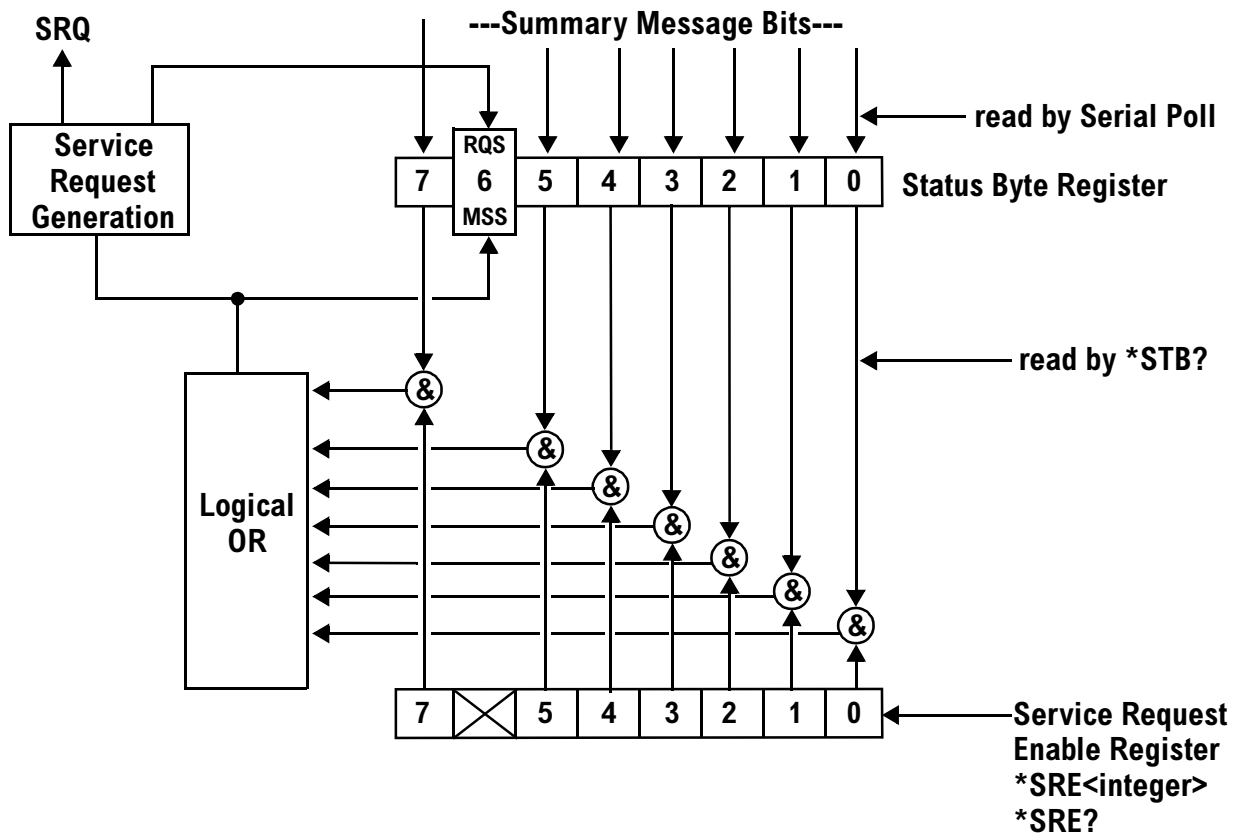 ---Summary Message Bits---
SRQ
read by Serial Poll
Service
Request
Generation
RQS
7 6 5 4 3 2 1 0
MSS
Status Byte Register
read by *STB?
&
&
&
&
&
&
&
Logical
OR
7 5 4 3 2 1 0
Service Request
Enable Register
*SRE<integer>
*SRE?